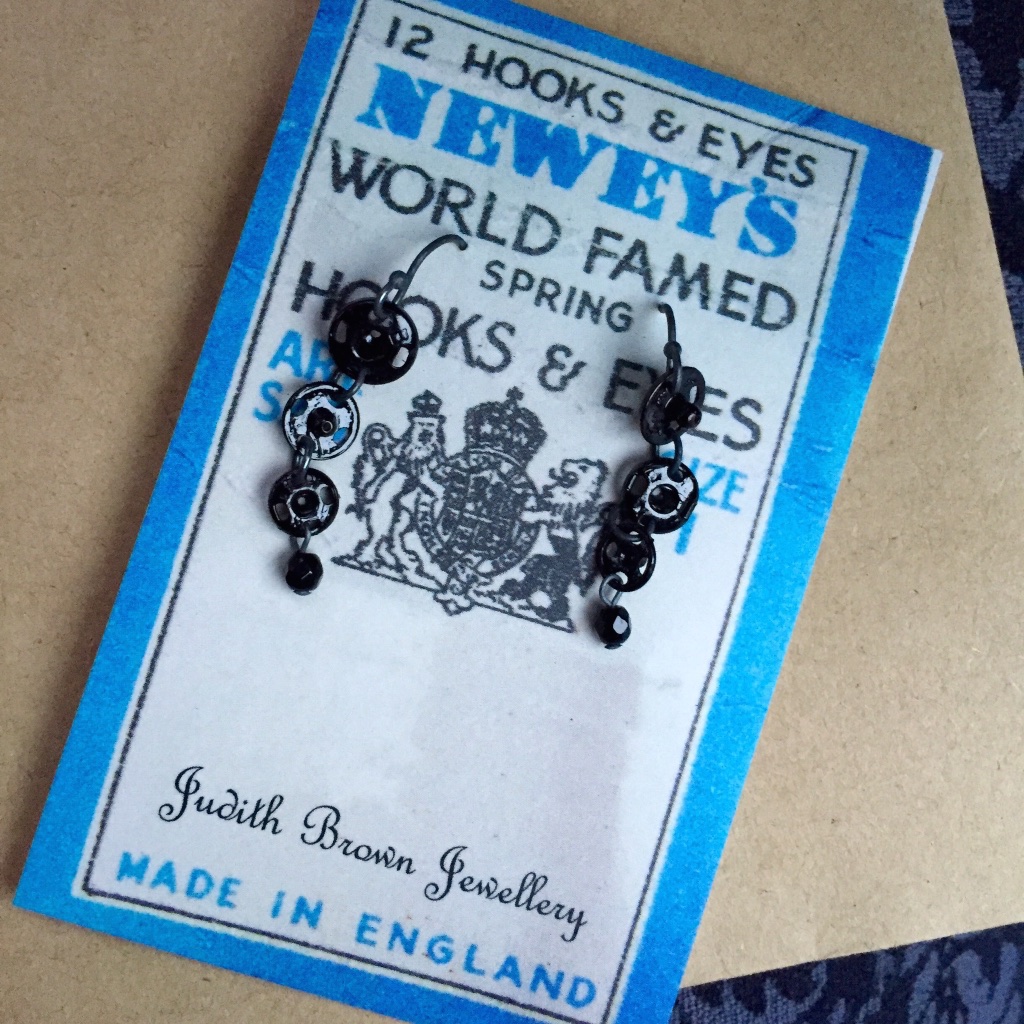 12 HOOKS & EYES
NEWEY'S
WORLD FAMED
SPRING
HOOKS & EYES
Judith Brown Jewellery
MADE IN ENGLAND